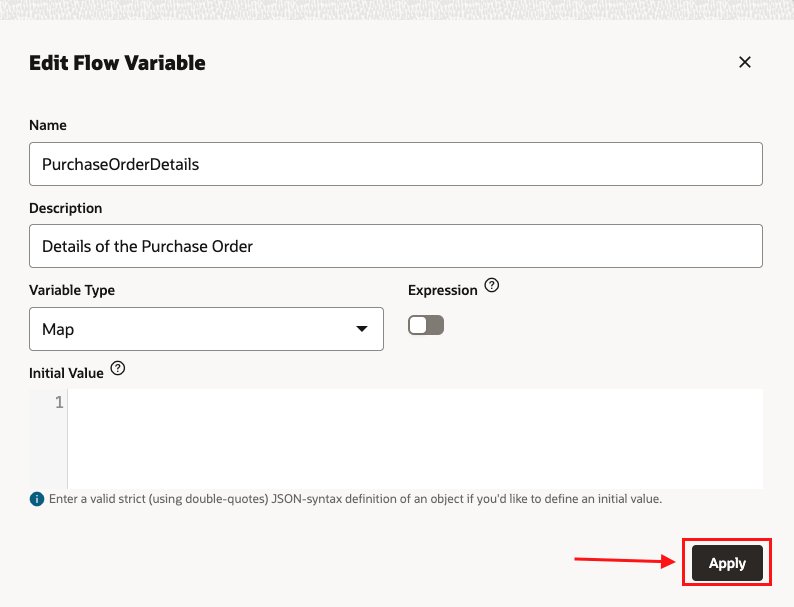 Edit Flow Variable
Name
PurchaseOrderDetails
Description
Details of the Purchase Order
Variable Type
Expression
Map
Initial Value
1
Enter a valid strict (using double-quotes) JSON-syntax definition of an object if you'd like to define an initial value.
Apply